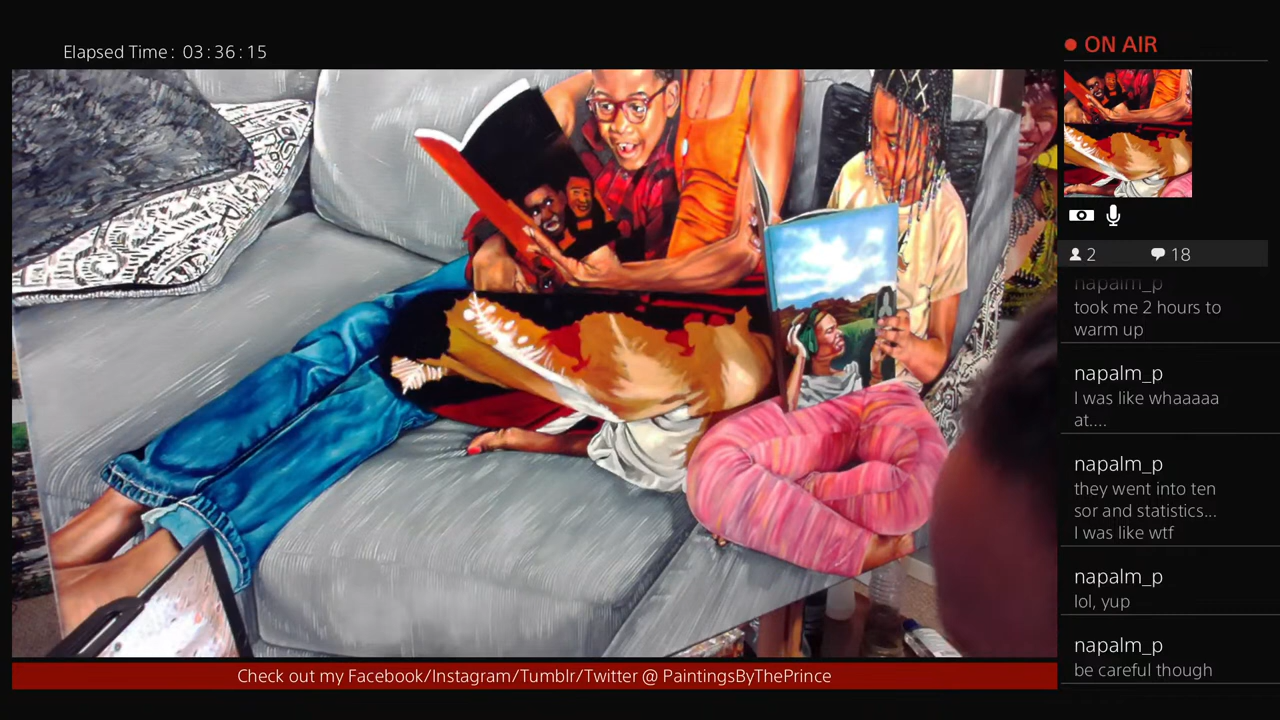 Elapsed Time: 03:36:15
ON AIR
2
18
napalm_p
took me 2 hours to
warm up
napalm_p
I was like whaaaaa
at....
napalm_p
they went into ten
sor and statistics...
I was like wtf
napalm_p
lol, yup
napalm_p
be careful though
Check out my Facebook/Instagram/Tumblr/Twitter @ PaintingsByThePrince